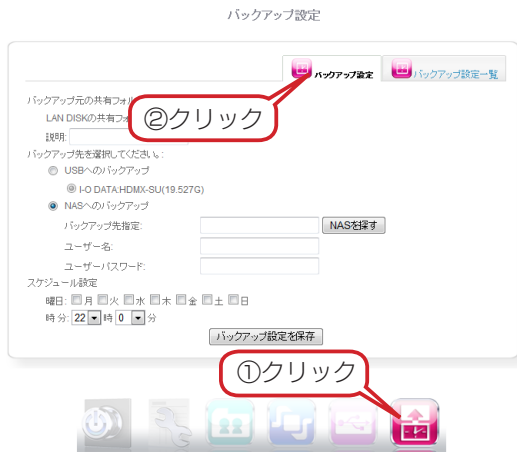 バックアップ設定
バックアップ設定 バックアップ設定一覧
バックアップ元の共有フォル
LAN DISKの共有フォ
②クリック
説明:
バックアップ先を選択してください。:
USBへのバックアップ
I-O DATA:HDMX-SU(19.527G)
NASへのバックアップ
バックアップ先指定: NASを探す
ユーザー名:
ユーザーパスワード:
スケジュール設定
曜日: 月 火 水 木 金 土 日
時分: 22 時 0 分
バックアップ設定を保存
①クリック